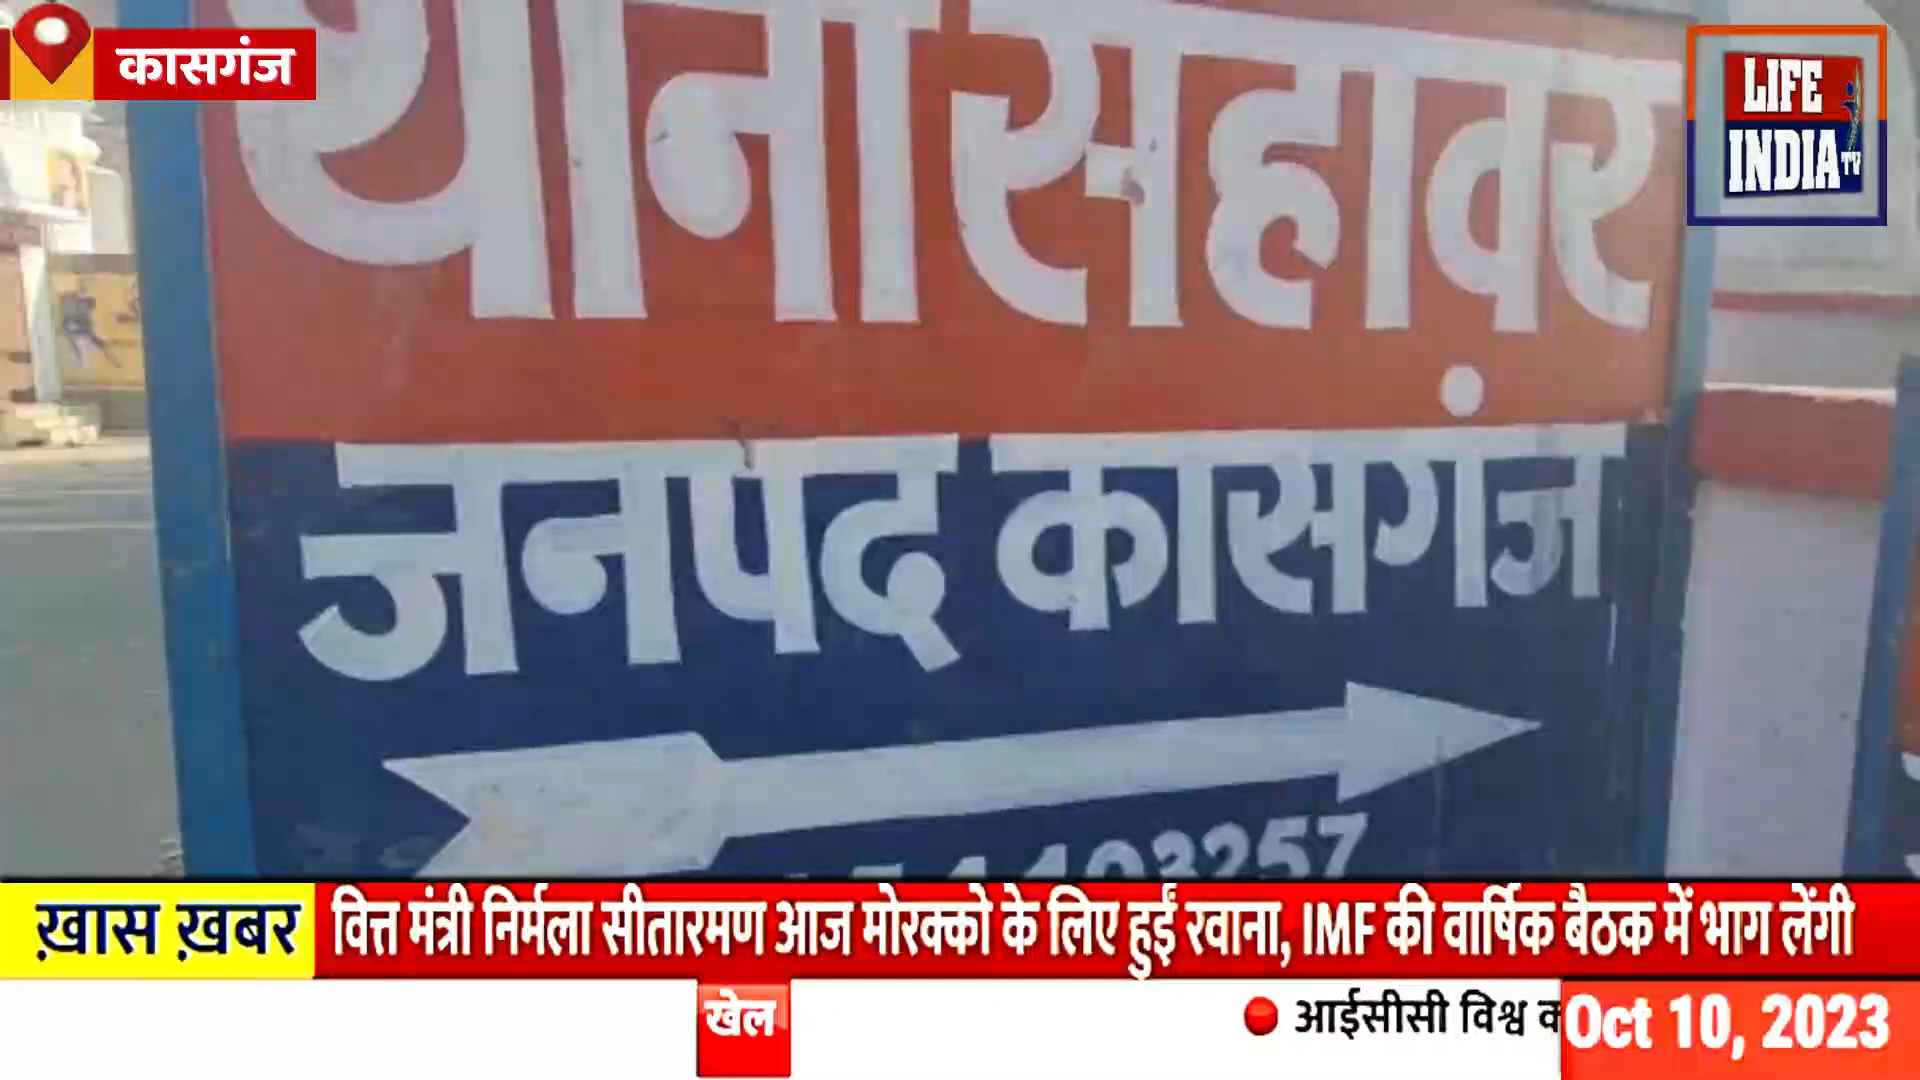 कासगंज
LIFE
INDIA TV
थाना सहावर
जनपद कासगंज
03257
ख़ास ख़बर
वित्त मंत्री निर्मला सीतारमण आज मोरक्को के लिए हुईं रवाना, IMF की वार्षिक बैठक में भाग लेंगी
खेल
आईसीसी विश्व
Oct 10, 2023